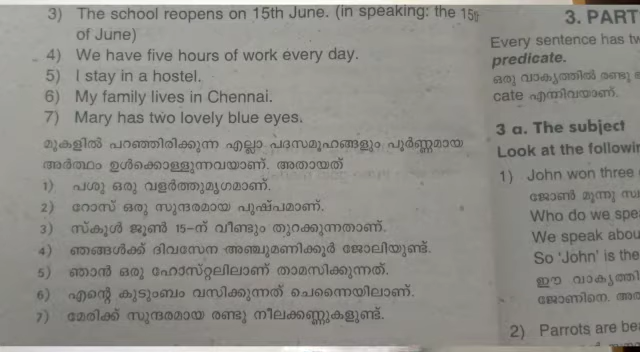 3) The school reopens on 15th June. (in speaking: the 15th
of June)
4) We have five hours of work every day.
5) I stay in a hostel.
6) My family lives in Chennai.
7) Mary has two lovely blue eyes.
മുകളിൽ പറഞ്ഞിരിക്കുന്ന എല്ലാ പദസമൂഹങ്ങളും പൂർണ്ണമായ
അർത്ഥം ഉൾക്കൊള്ളുന്നവയാണ്. അതായത്
1) പശു ഒരു വളർത്തുമൃഗമാണ്.
2) റോസ് ഒരു സുന്ദരമായ പുഷ്പമാണ്.
3) സ്കൂൾ ജൂൺ 15-ന് വീണ്ടും തുറക്കുന്നതാണ്.
4) ഞങ്ങൾക്ക് ദിവസേന അഞ്ചുമണിക്കൂർ ജോലിയുണ്ട്.
5) ഞാൻ ഒരു ഹോസ്റ്റലിലാണ് താമസിക്കുന്നത്.
6) എന്റെ കുടുംബം വസിക്കുന്നത് ചെന്നൈയിലാണ്.
7) മേരിക്ക് സുന്ദരമായ രണ്ടു നീലക്കണ്ണുകളുണ്ട്.
3. PART
Every sentence has
predicate.
ഒരു വാക്യത്തിൽ രണ്ടു
cate എന്നിവയാണ്.
3 a. The subject
Look at the followin
1) John won three
ജോൺ മൂന്നു
Who do we spe
We speak abou
So 'John' is the
ഈ വാക്യത്തി
ജോണിനെ.
2) Parrots are be